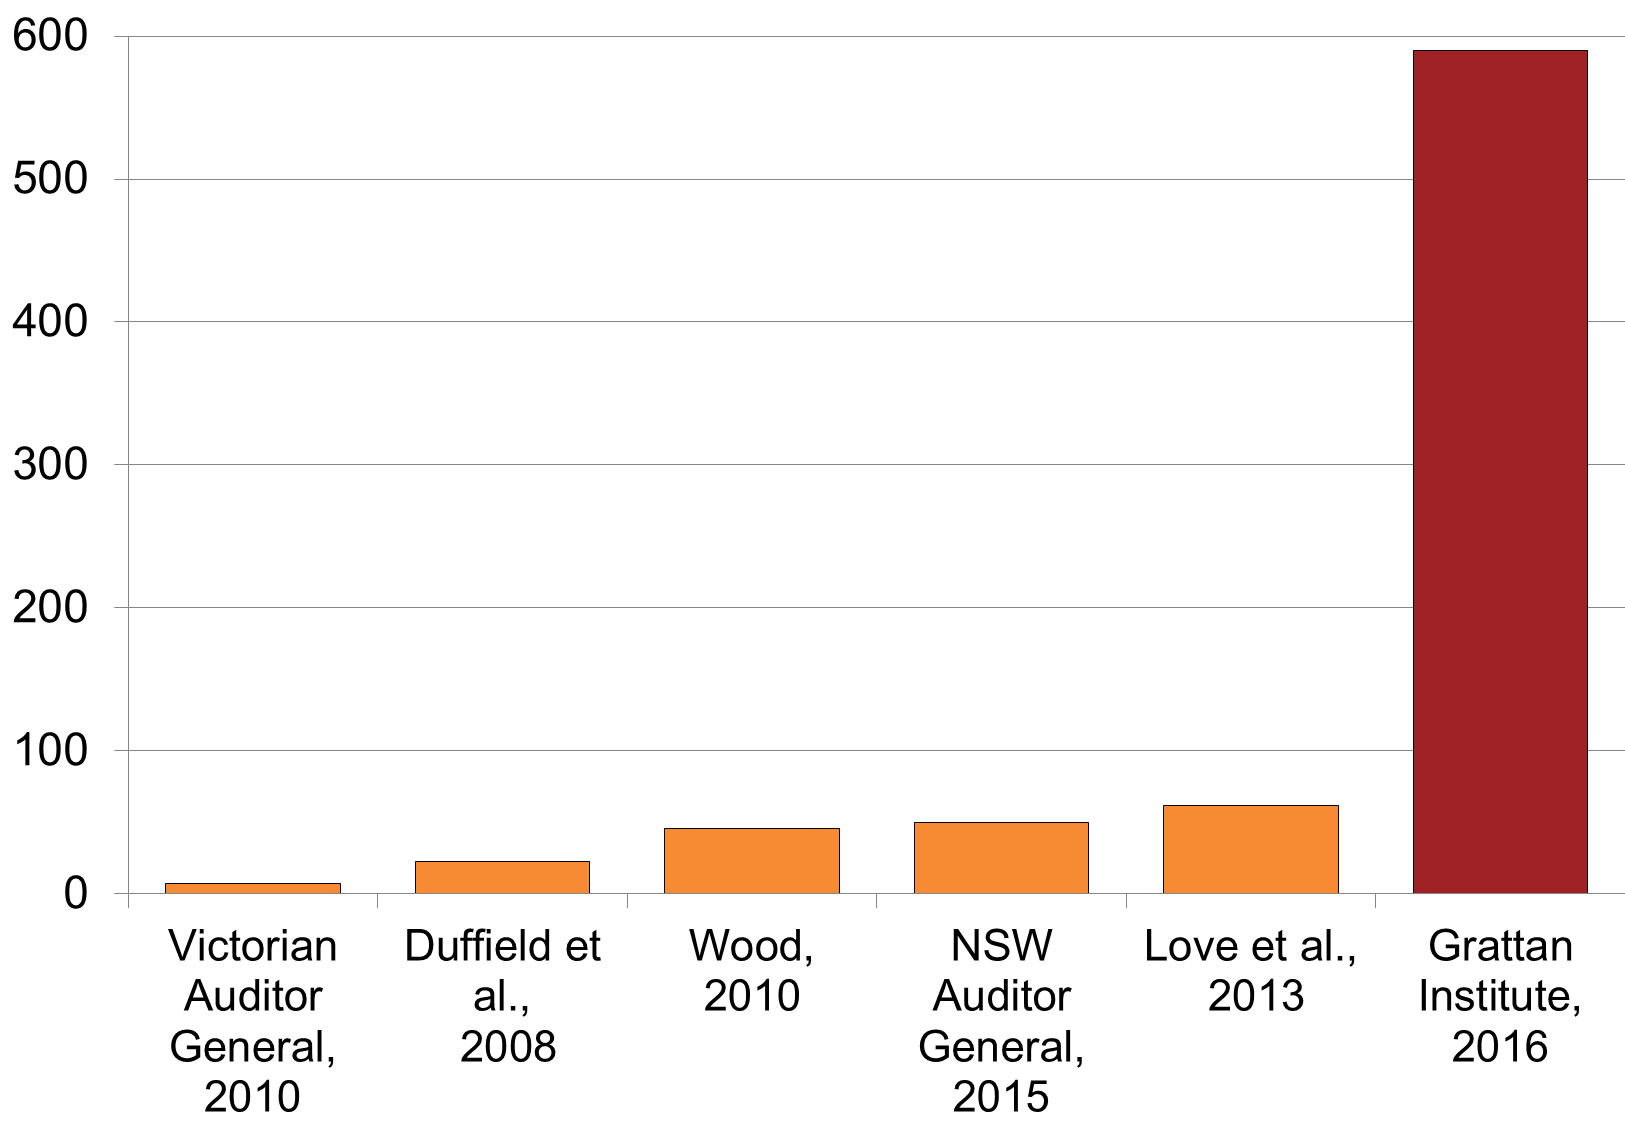 600
500
400
300
200
100
0
Victorian
Auditor
General,
2010
Duffield et
al.,
2008
Wood,
2010
NSW
Auditor
General,
2015
Love et al.,
2013
Grattan
Institute,
2016